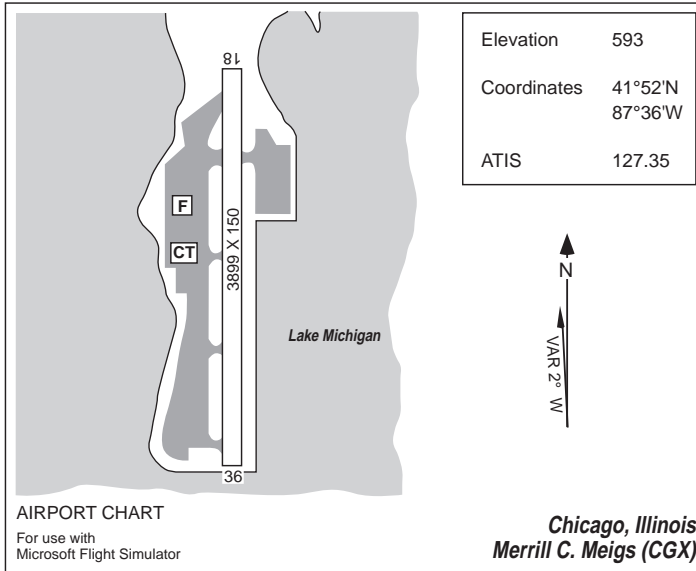 18
F
CT
3899 X 150
Lake Michigan
36
Elevation 593
Coordinates 41°52'N
87°36'W
ATIS 127.35
N
VAR 2° W
AIRPORT CHART
For use with
Microsoft Flight Simulator
Chicago, Illinois
Merrill C. Meigs (CGX)